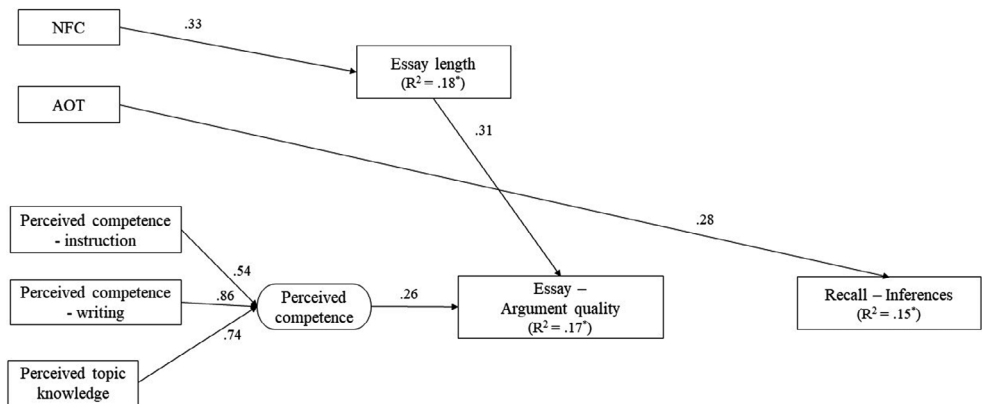 NFC
.33
Essay length
(R² = .18*)
AOT
.31
.28
Perceived competence
- instruction
.54
Perceived competence
- writing
.86
Perceived
competence
.26
Essay –
Argument quality
(R² = .17*)
Recall – Inferences
(R² = .15*)
.74
Perceived topic
knowledge